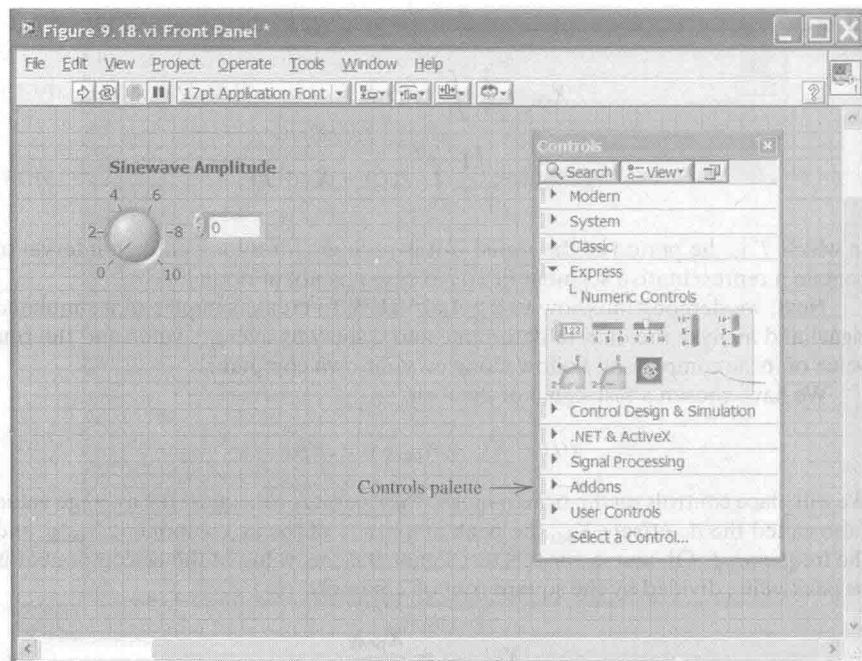 Figure 9.18.vi Front Panel *
File Edit View Project Operate Tools Window Help
17pt Application Font
Sinewave Amplitude
4 6
2 8
0 10
0
Controls
Search View
Modern
System
Classic
Express
Numeric Controls
1.23
Control Design & Simulation
.NET & ActiveX
Signal Processing
Addons
User Controls
Select a Control...
Controls palette